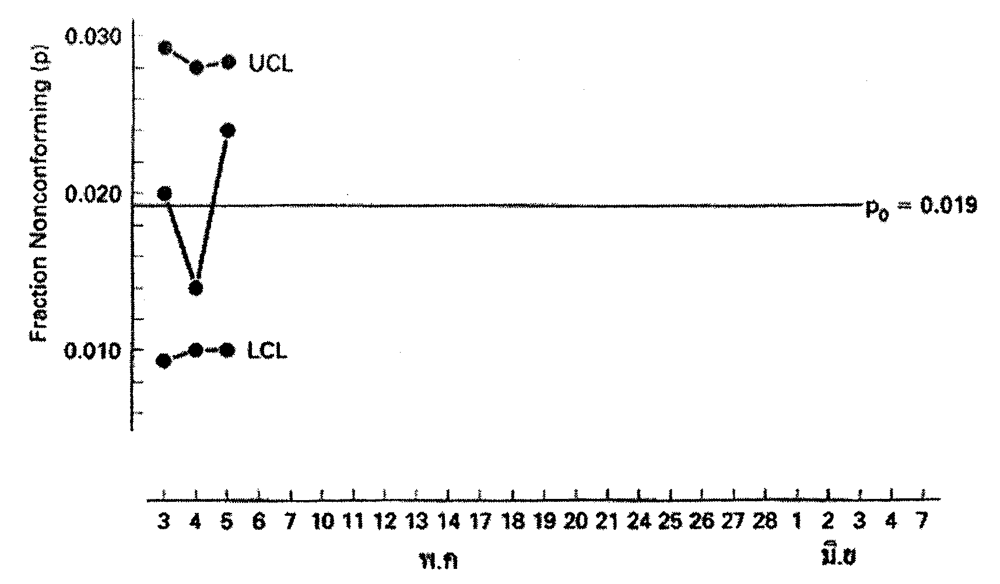 Fraction Nonconforming (p)
0.030
UCL
0.020
p0 = 0.019
0.010
LCL
3 4 5 6 7 10 11 12 13 14 17 18 19 20 21 24 25 26 27 28 1 2 3 4 7
พ.ค มิ.ย